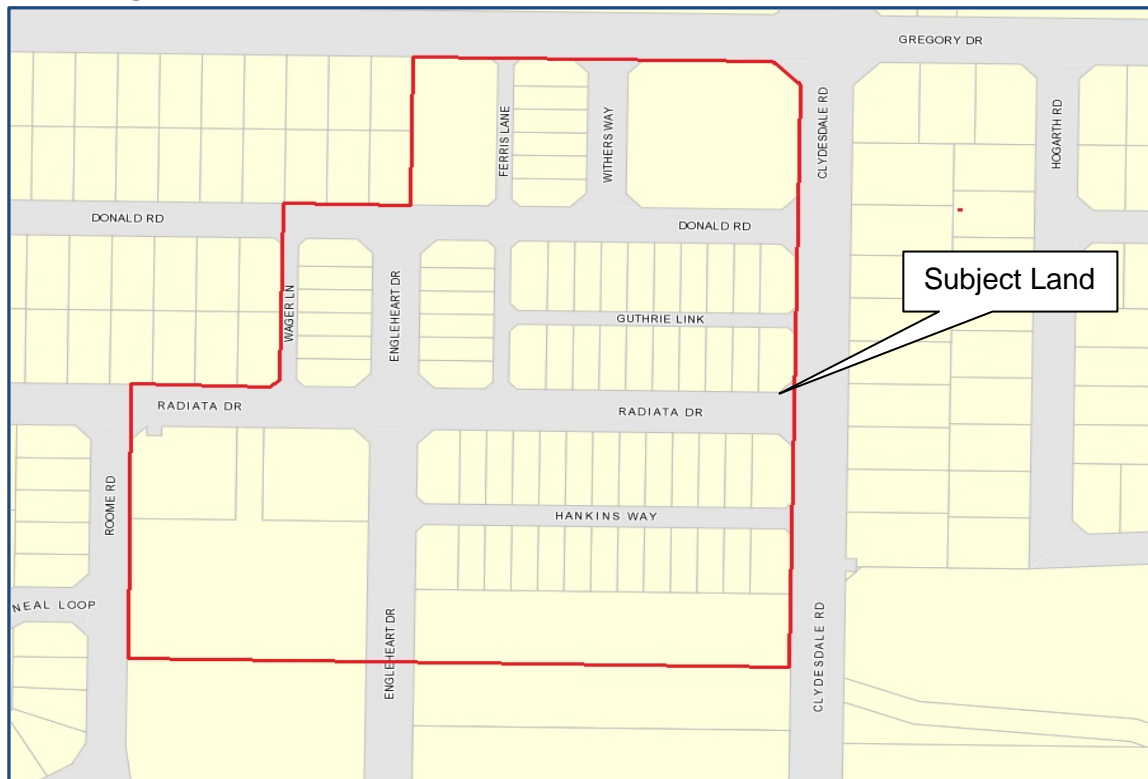 GREGORY DR
CLYDESDALE RD
HOGARTH RD
FERRIS LANE
WITHERS WAY
DONALD RD
DONALD RD
Subject Land
WAGER LN
ENGLEHEART DR
GUTHRIE LINK
RADIATA DR
RADIATA DR
ROOME RD
HANKINS WAY
NEAL LOOP
ENGLEHEART DR
CLYDESDALE RD